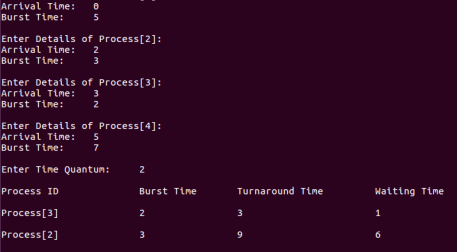 Arrival Time: 0
Burst Time: 5
Enter Details of Process[2]:
Arrival Time: 2
Burst Time: 3
Enter Details of Process[3]:
Arrival Time: 3
Burst Time: 2
Enter Details of Process[4]:
Arrival Time: 5
Burst Time: 7
Enter Time Quantum: 2
Process ID Burst Time Turnaround Time Waiting Time
Process[3] 2 3 1
Process[2] 3 9 6